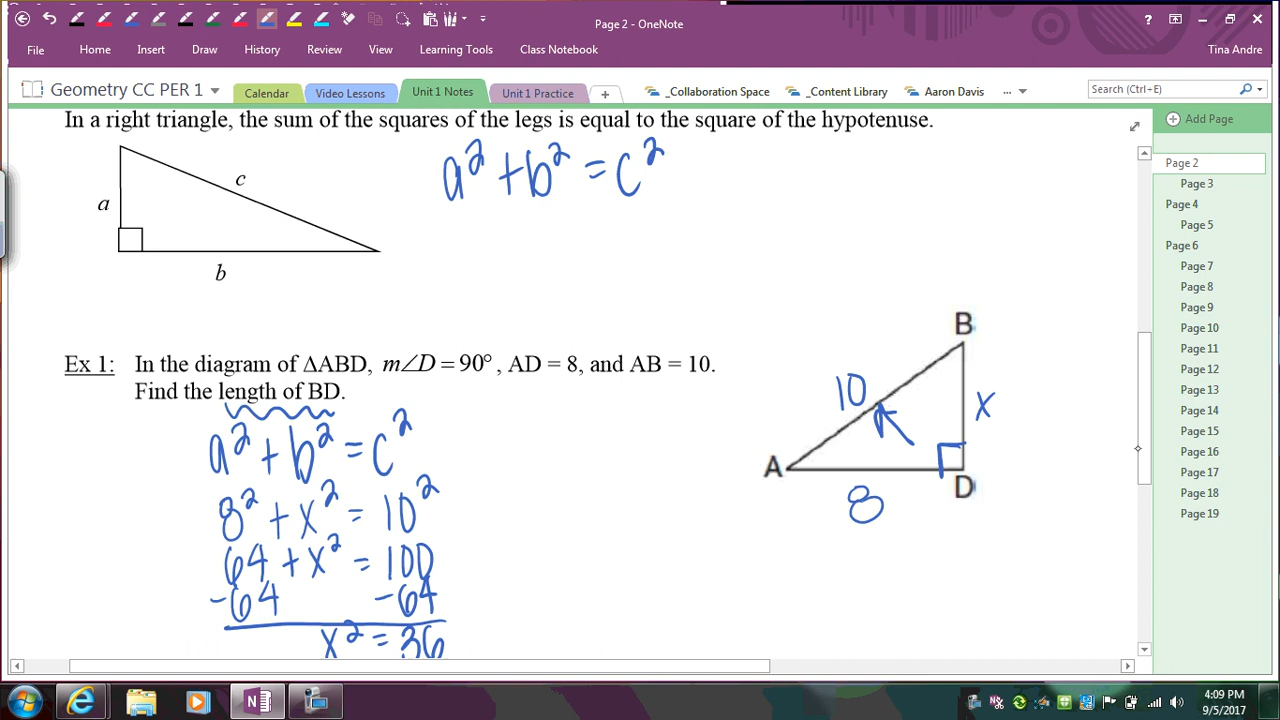 Page 2 - OneNote
?
File Home Insert Draw History Review View Learning Tools Class Notebook
Tina Andre
Geometry CC PER 1
Calendar Video Lessons Unit 1 Notes Unit 1 Practice + _Collaboration Space _Content Library Aaron Davis ...
Search (Ctrl+E)
Add Page
In a right triangle, the sum of the squares of the legs is equal to the square of the hypotenuse.
a² + b² = c²
c
a
b
Ex 1: In the diagram of ΔABD, m∠D = 90°, AD = 8, and AB = 10.
Find the length of BD.
a² + b² = c²
8² + x² = 10²
64 + x² = 100
-64 -64
x² = 36
B
10
x
A
D
8
Page 2
Page 3
Page 4
Page 5
Page 6
Page 7
Page 8
Page 9
Page 10
Page 11
Page 12
Page 13
Page 14
Page 15
Page 16
Page 17
Page 18
Page 19
4:09 PM
9/5/2017